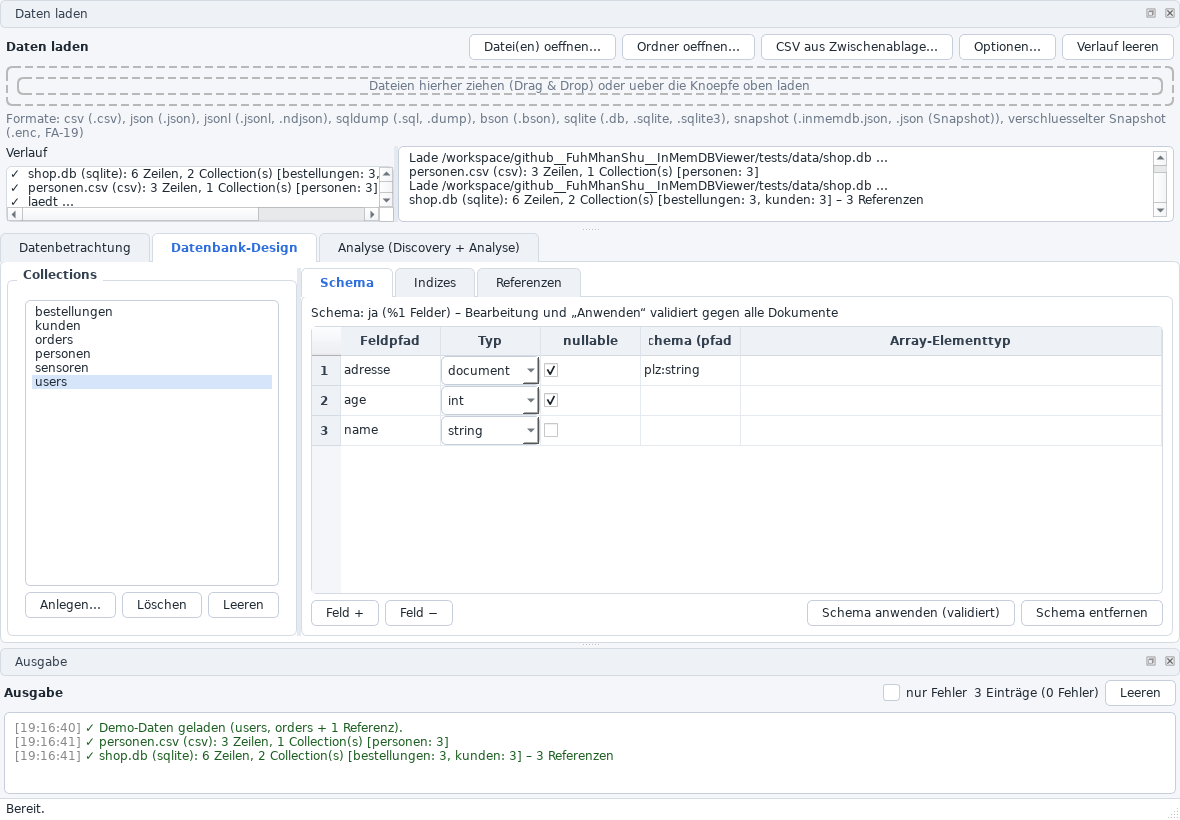 Daten laden
Daten laden
Datei(en) oeffnen...
Ordner oeffnen...
CSV aus Zwischenablage...
Optionen...
Verlauf leeren
Dateien hierher ziehen (Drag & Drop) oder ueber die Knoepfe oben laden
Formate: csv (.csv), json (.json), jsonl (.jsonl, .ndjson), sqldump (.sql, .dump), bson (.bson), sqlite (.db, .sqlite, .sqlite3), snapshot (.inmemdb.json, .json (Snapshot)), verschluesselter Snapshot
(.enc, FA-19)
Verlauf
✓ shop.db (sqlite): 6 Zeilen, 2 Collection(s) [bestellungen: 3,
✓ personen.csv (csv): 3 Zeilen, 1 Collection(s) [personen: 3]
✓ laedt ...
Lade /workspace/github__FuhMhanShu__InMemDBViewer/tests/data/shop.db ...
personen.csv (csv): 3 Zeilen, 1 Collection(s) [personen: 3]
Lade /workspace/github__FuhMhanShu__InMemDBViewer/tests/data/shop.db ...
shop.db (sqlite): 6 Zeilen, 2 Collection(s) [bestellungen: 3, kunden: 3] – 3 Referenzen
Datenbetrachtung
Datenbank-Design
Analyse (Discovery + Analyse)
Collections
bestellungen
kunden
orders
personen
sensoren
users
Anlegen...
Löschen
Leeren
Schema
Indizes
Referenzen
Schema: ja (%1 Felder) – Bearbeitung und „Anwenden“ validiert gegen alle Dokumente
Feldpfad Typ nullable chema (pfad Array-Elementtyp
1 adresse document plz:string
2 age int
3 name string
Feld +
Feld −
Schema anwenden (validiert)
Schema entfernen
Ausgabe
Ausgabe
nur Fehler
3 Einträge (0 Fehler)
Leeren
[19:16:40] ✓ Demo-Daten geladen (users, orders + 1 Referenz).
[19:16:41] ✓ personen.csv (csv): 3 Zeilen, 1 Collection(s) [personen: 3]
[19:16:41] ✓ shop.db (sqlite): 6 Zeilen, 2 Collection(s) [bestellungen: 3, kunden: 3] – 3 Referenzen
Bereit.